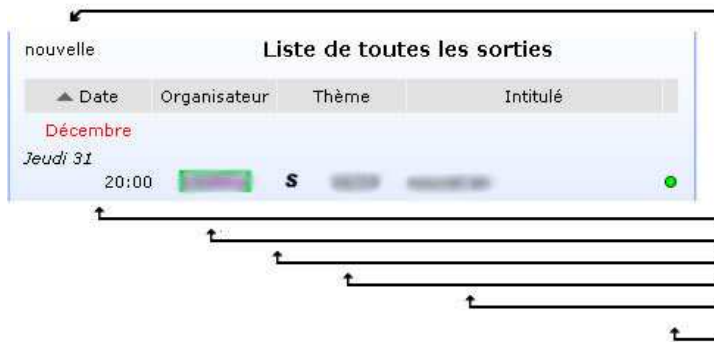 nouvelle Liste de toutes les sorties
Date Organisateur Thème Intitulé
Décembre
Jeudi 31
20:00 S